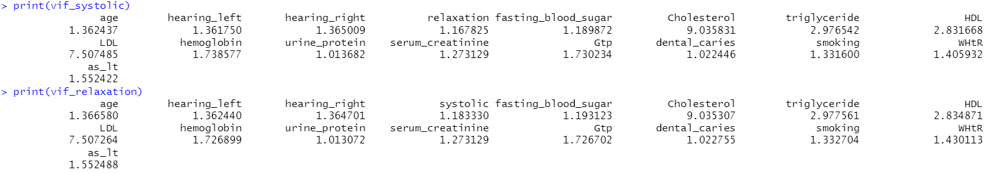 > print(vif_systolic)
age hearing_left hearing_right relaxation fasting_blood_sugar Cholesterol triglyceride HDL
1.362437 1.361750 1.365009 1.167825 1.189872 9.035831 2.976542 2.831668
LDL hemoglobin urine_protein serum_creatinine Gtp dental_caries smoking WHtR
7.507485 1.738577 1.013682 1.273129 1.730234 1.022446 1.331600 1.405932
as_lt
1.552422
> print(vif_relaxation)
age hearing_left hearing_right systolic fasting_blood_sugar Cholesterol triglyceride HDL
1.366580 1.362440 1.364701 1.183330 1.193123 9.035307 2.977561 2.834871
LDL hemoglobin urine_protein serum_creatinine Gtp dental_caries smoking WHtR
7.507264 1.726899 1.013072 1.273129 1.726702 1.022755 1.332704 1.430113
as_lt
1.552488